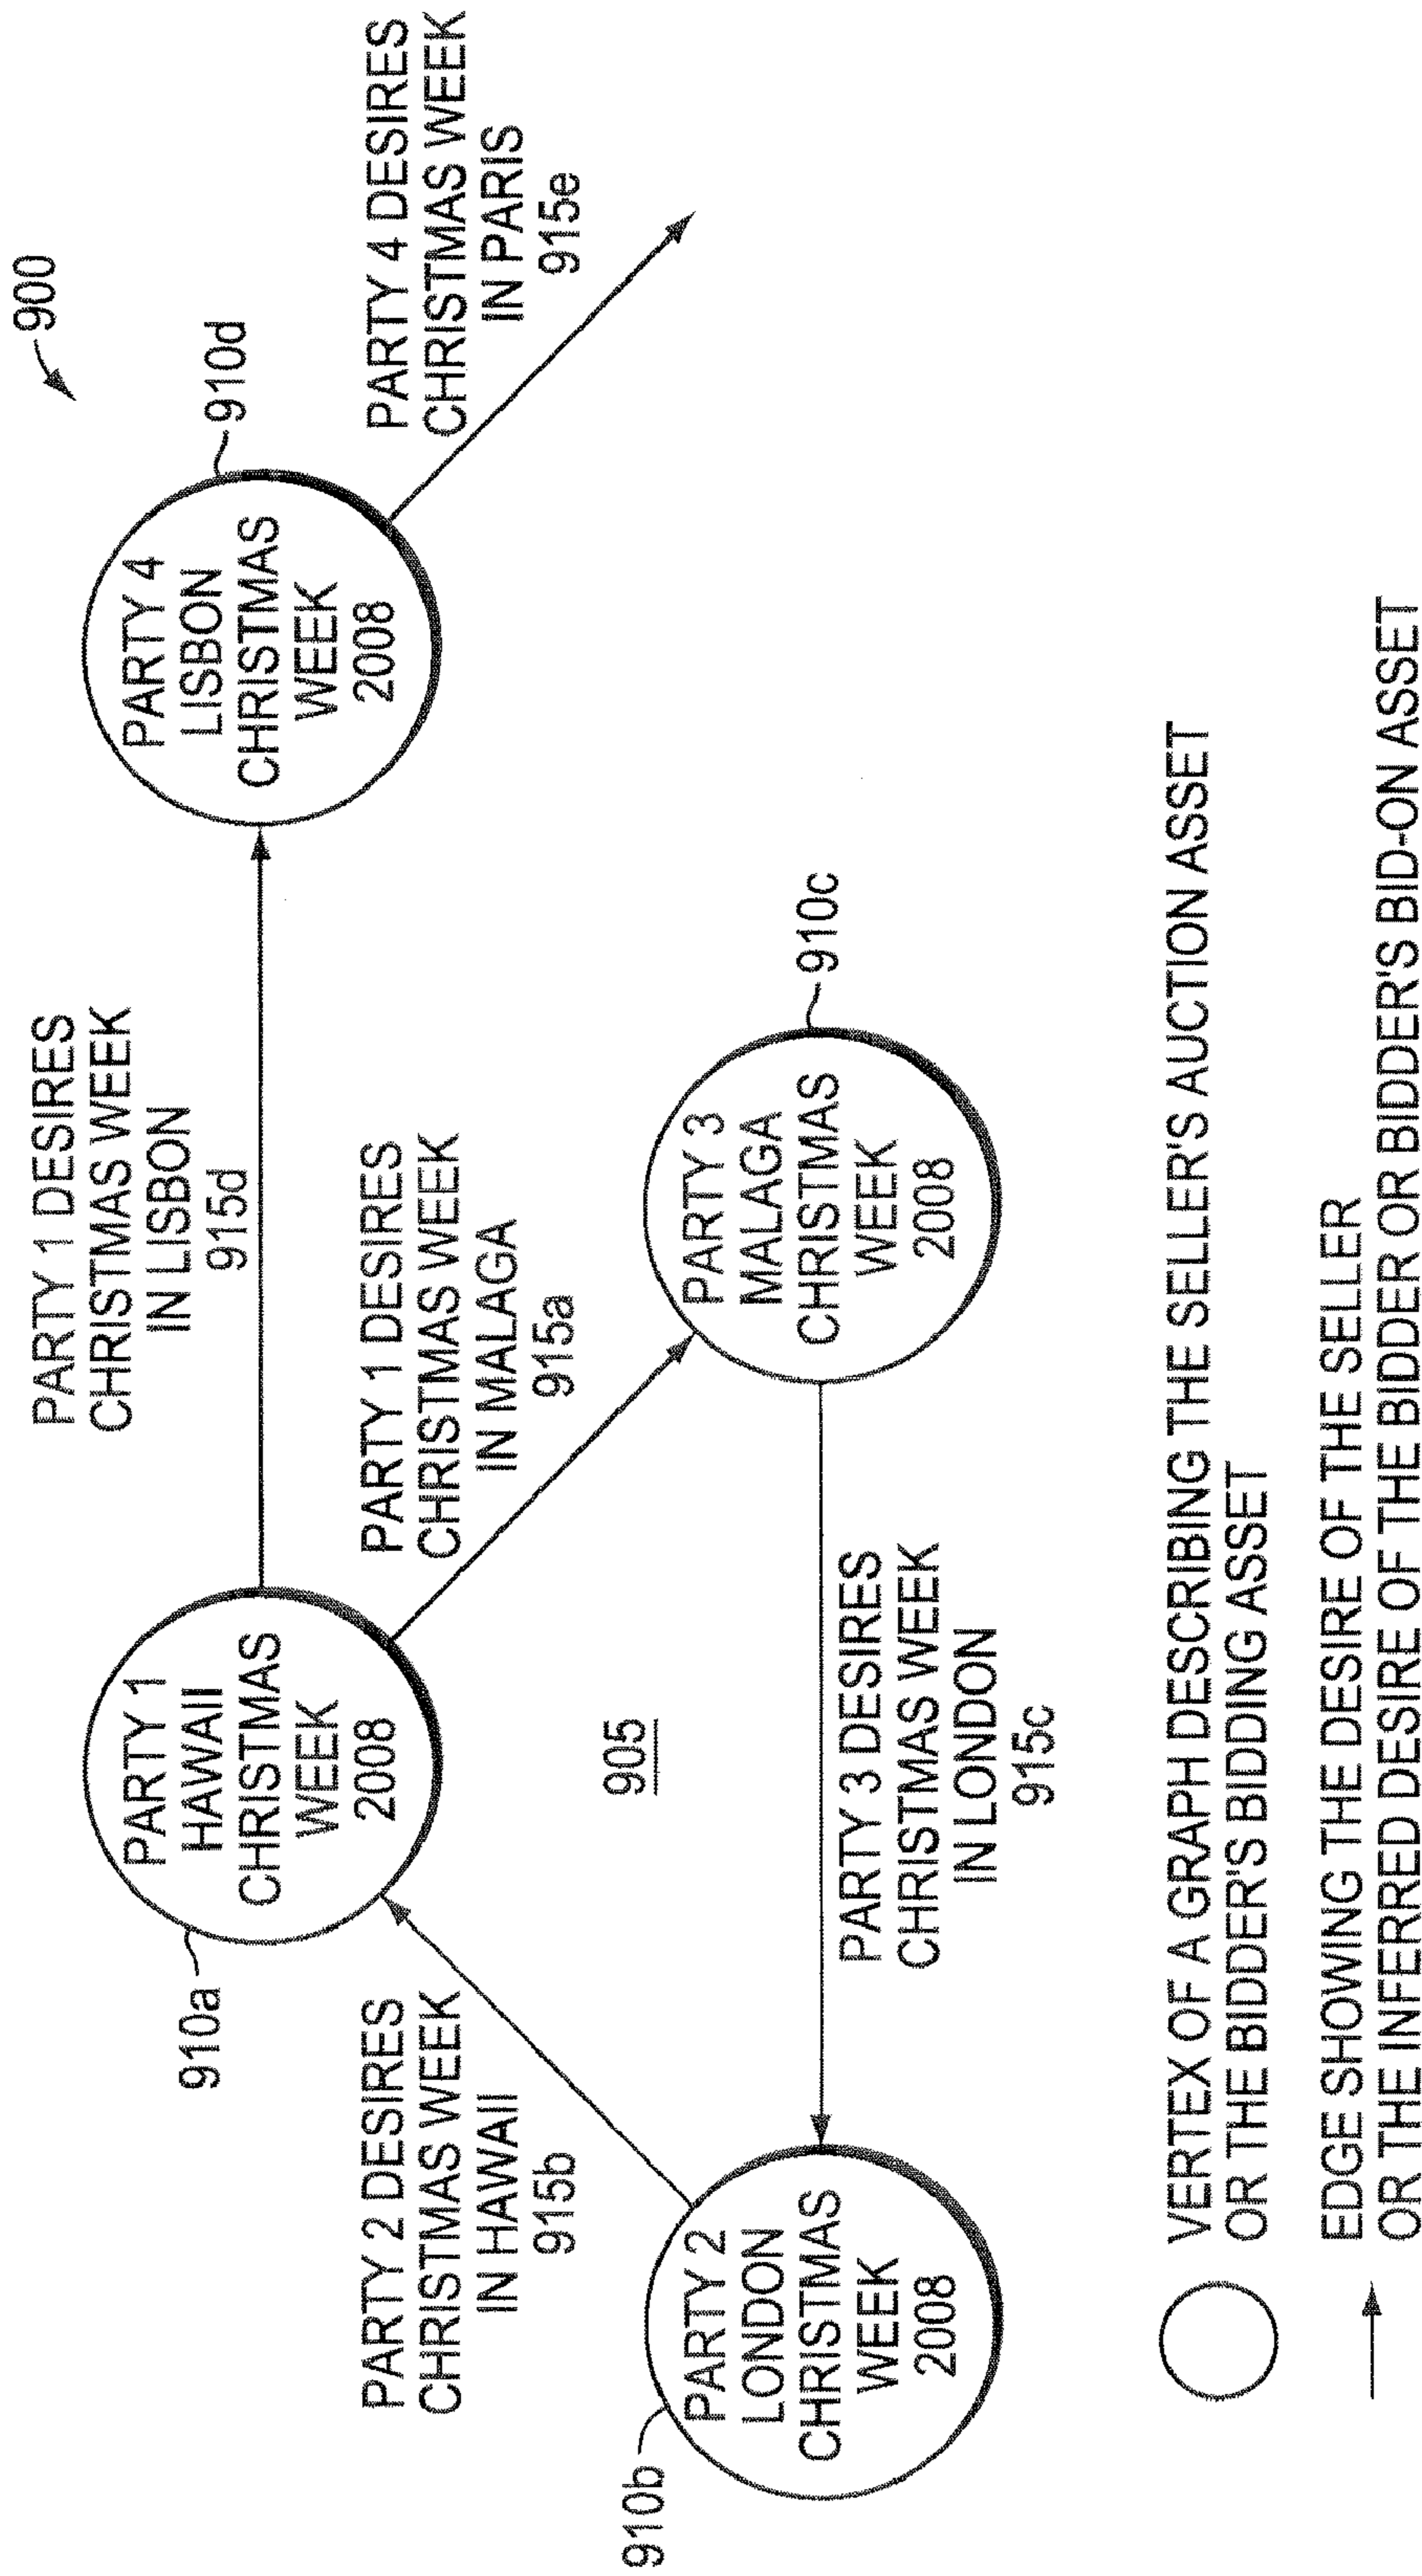 900
PARTY 1 DESIRES
CHRISTMAS WEEK
IN LISBON
915d
PARTY 4 DESIRES
CHRISTMAS WEEK
IN PARIS
915e
910a
PARTY 1
HAWAII
CHRISTMAS
WEEK
2008
910d
PARTY 4
LISBON
CHRISTMAS
WEEK
2008
PARTY 2 DESIRES
CHRISTMAS WEEK
IN HAWAII
915b
PARTY 1 DESIRES
CHRISTMAS WEEK
IN MALAGA
915a
905
910b
PARTY 2
LONDON
CHRISTMAS
WEEK
2008
910c
PARTY 3
MALAGA
CHRISTMAS
WEEK
2008
PARTY 3 DESIRES
CHRISTMAS WEEK
IN LONDON
915c
VERTEX OF A GRAPH DESCRIBING THE SELLER'S AUCTION ASSET
OR THE BIDDER'S BIDDING ASSET
EDGE SHOWING THE DESIRE OF THE SELLER
OR THE INFERRED DESIRE OF THE BIDDER OR BIDDER'S BID-ON ASSET